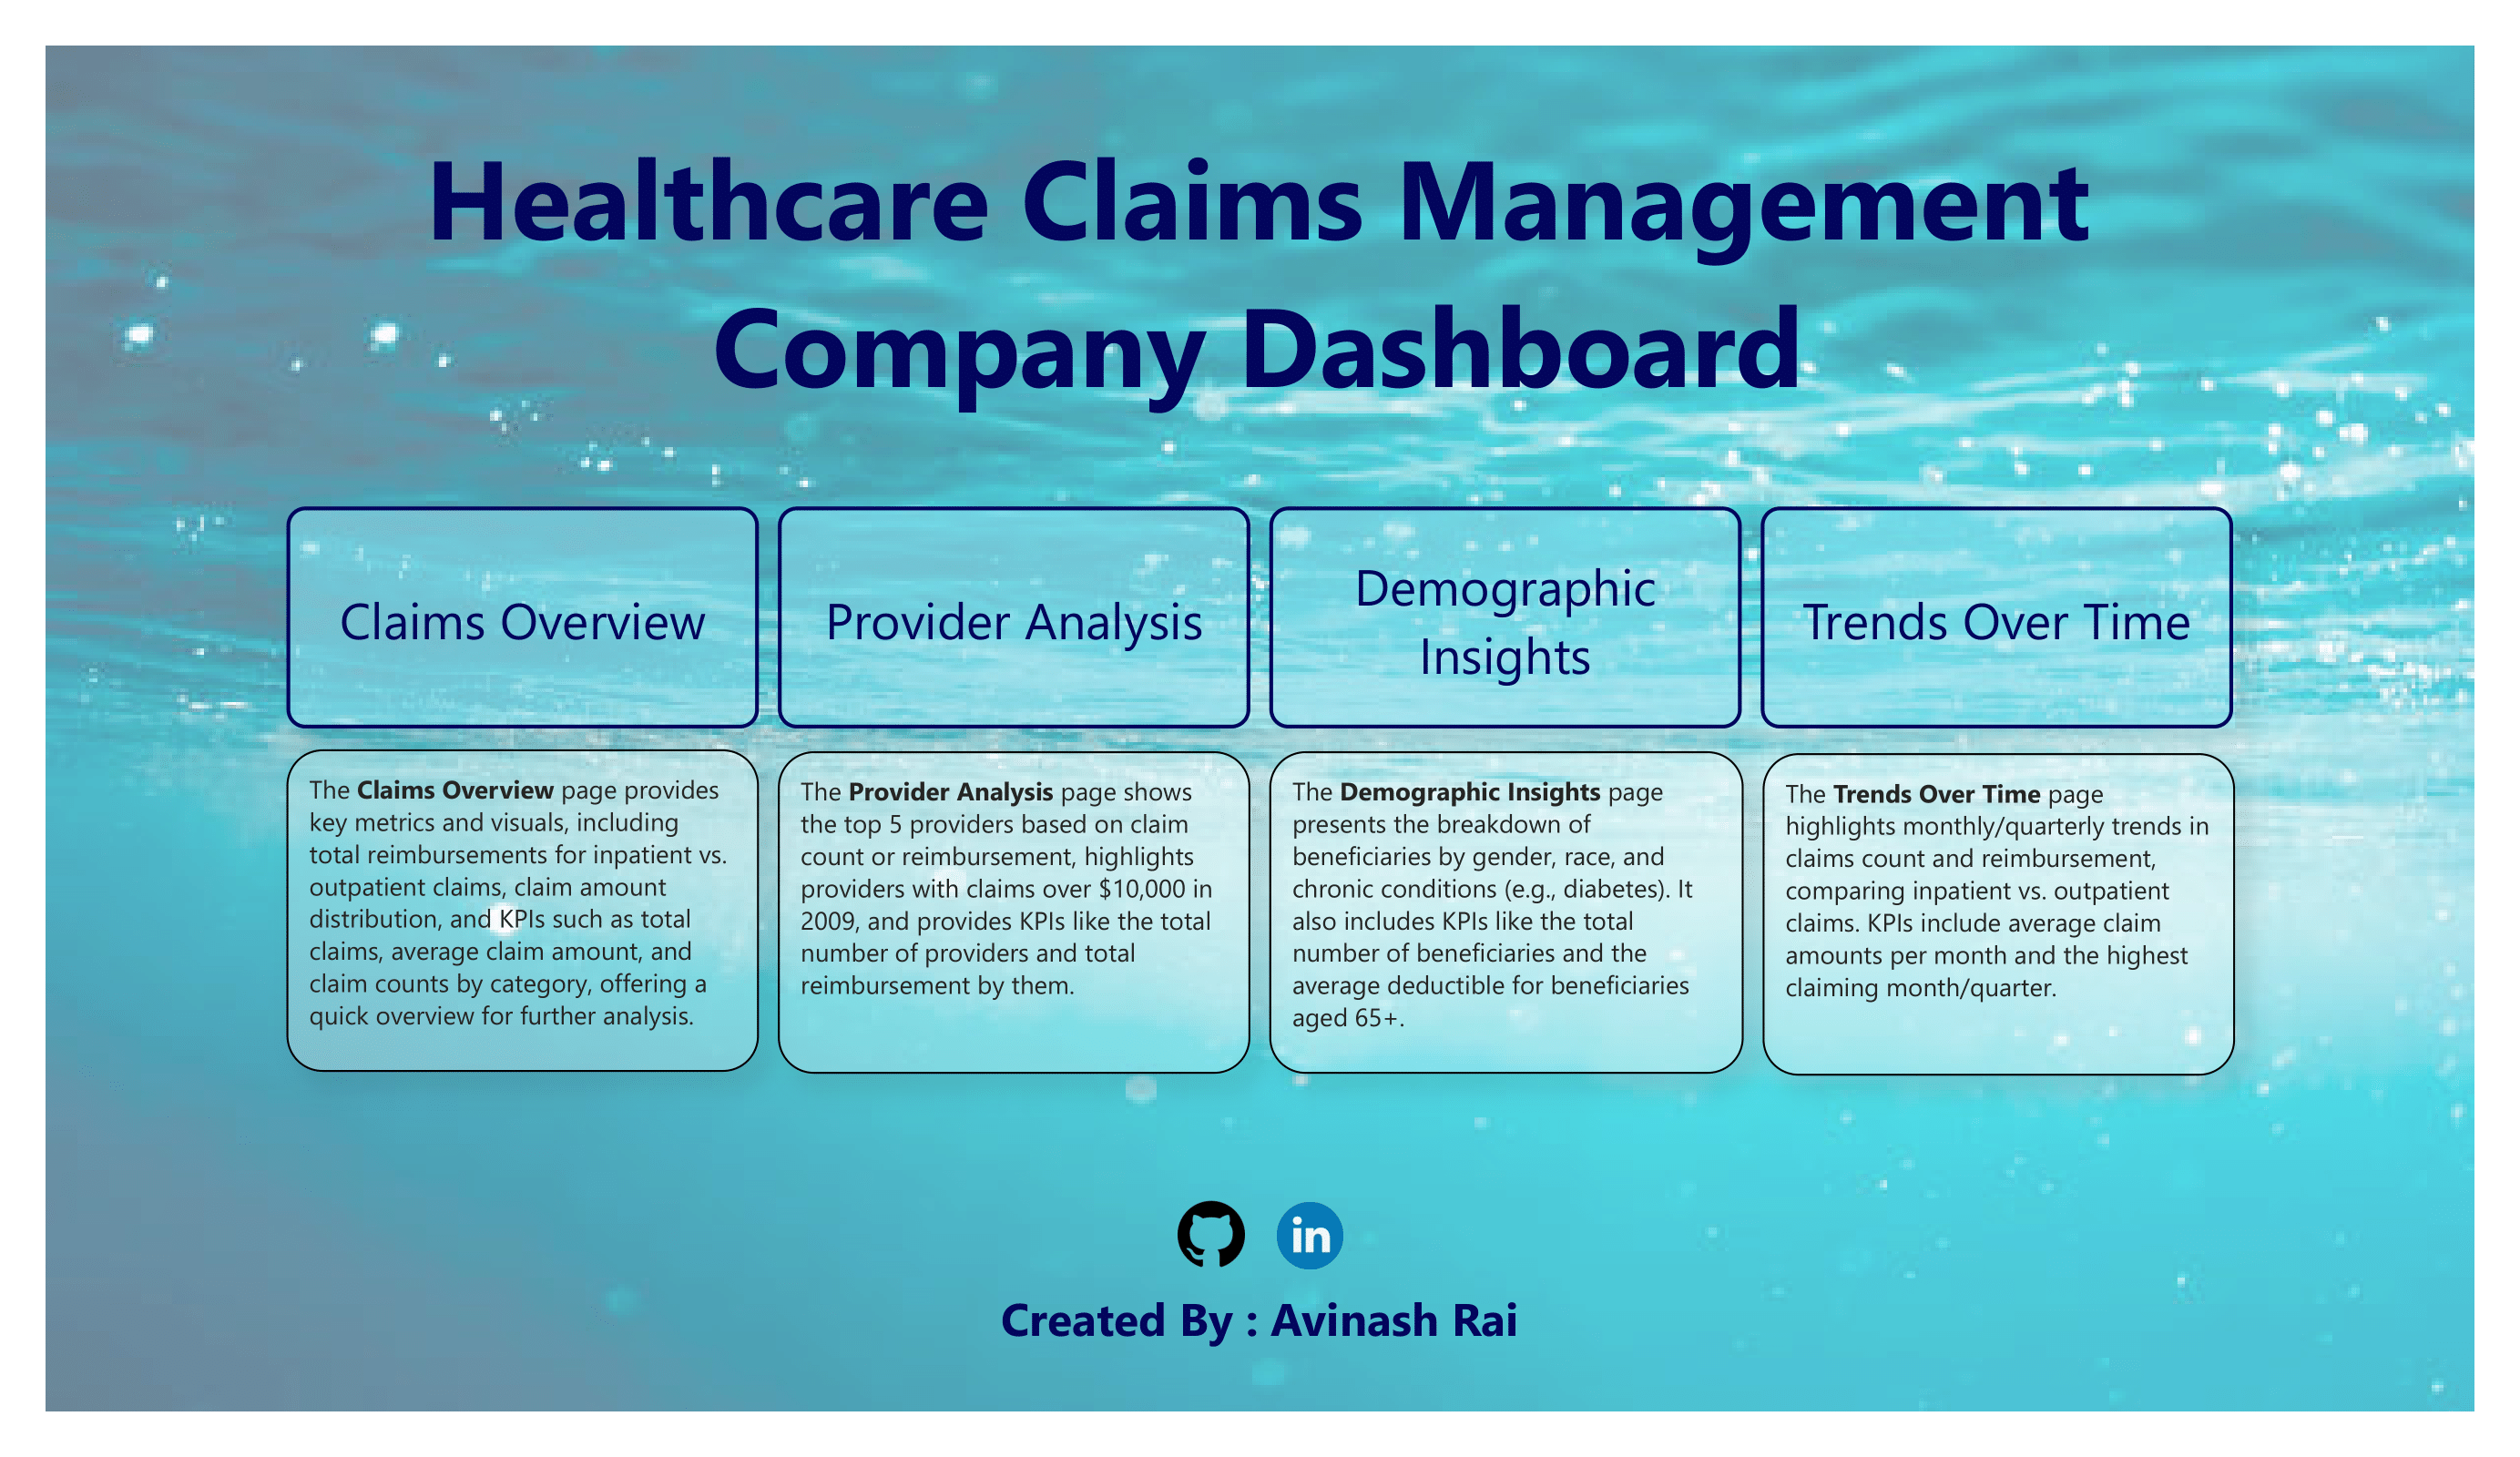 Healthcare Claims Management
Company Dashboard
Claims Overview
Provider Analysis
Demographic
Insights
Trends Over Time
The Claims Overview page provides
key metrics and visuals, including
total reimbursements for inpatient vs.
outpatient claims, claim amount
distribution, and KPIs such as total
claims, average claim amount, and
claim counts by category, offering a
quick overview for further analysis.
The Provider Analysis page shows
the top 5 providers based on claim
count or reimbursement, highlights
providers with claims over $10,000 in
2009, and provides KPIs like the total
number of providers and total
reimbursement by them.
The Demographic Insights page
presents the breakdown of
beneficiaries by gender, race, and
chronic conditions (e.g., diabetes). It
also includes KPIs like the total
number of beneficiaries and the
average deductible for beneficiaries
aged 65+.
The Trends Over Time page
highlights monthly/quarterly trends in
claims count and reimbursement,
comparing inpatient vs. outpatient
claims. KPIs include average claim
amounts per month and the highest
claiming month/quarter.
in
Created By : Avinash Rai